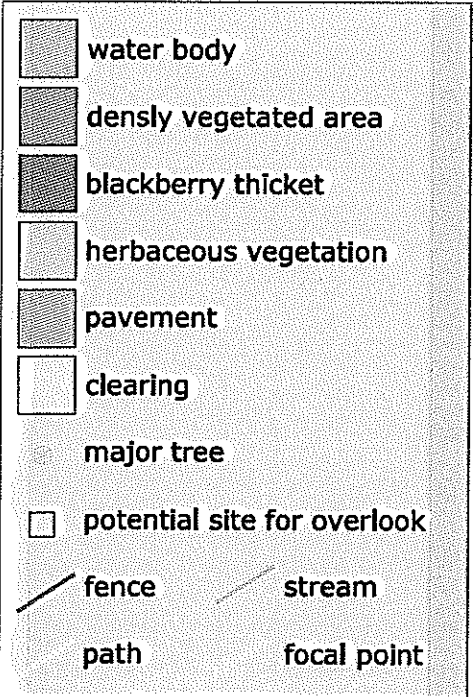 water body
densly vegetated area
blackberry thicket
herbaceous vegetation
pavement
clearing
major tree
potential site for overlook
fence stream
path focal point